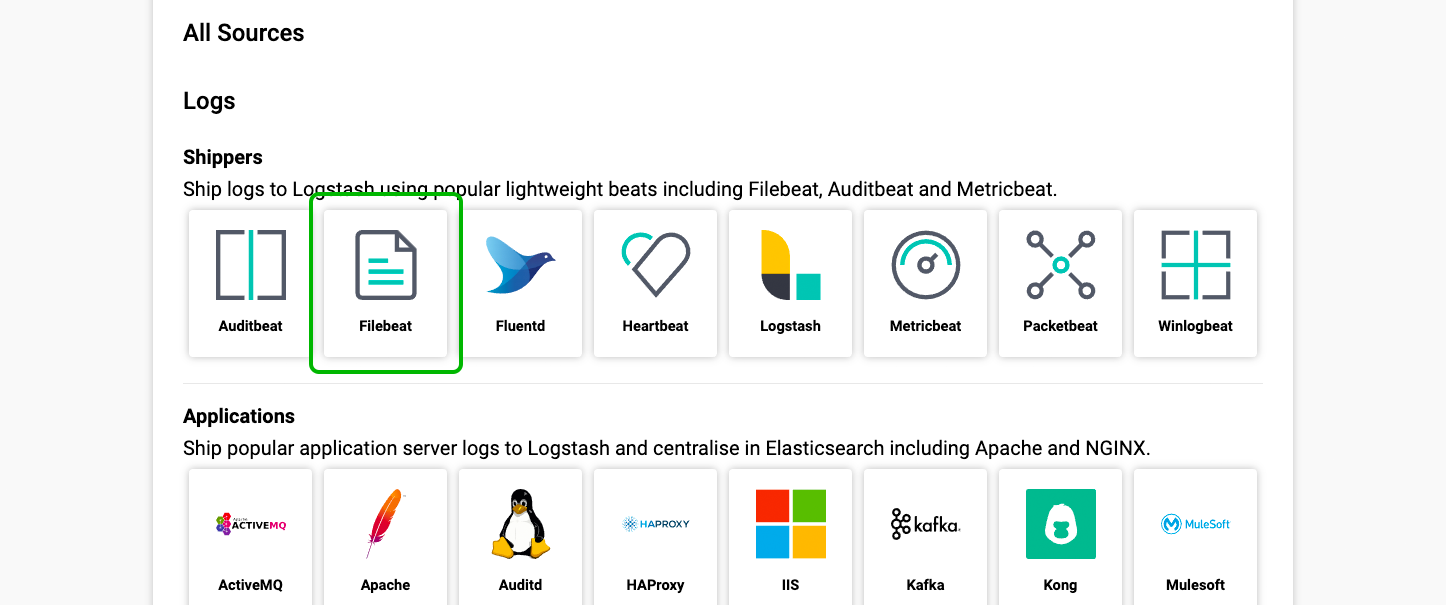 All Sources
Logs
Shippers
Ship logs to Logstash using popular lightweight beats including Filebeat, Auditbeat and Metricbeat.
Auditbeat Filebeat Fluentd Heartbeat Logstash Metricbeat Packetbeat Winlogbeat
Applications
Ship popular application server logs to Logstash and centralise in Elasticsearch including Apache and NGINX.
ACTIVEMQ HAPROXY kafka MuleSoft
ActiveMQ Apache Auditd HAProxy IIS Kafka Kong Mulesoft